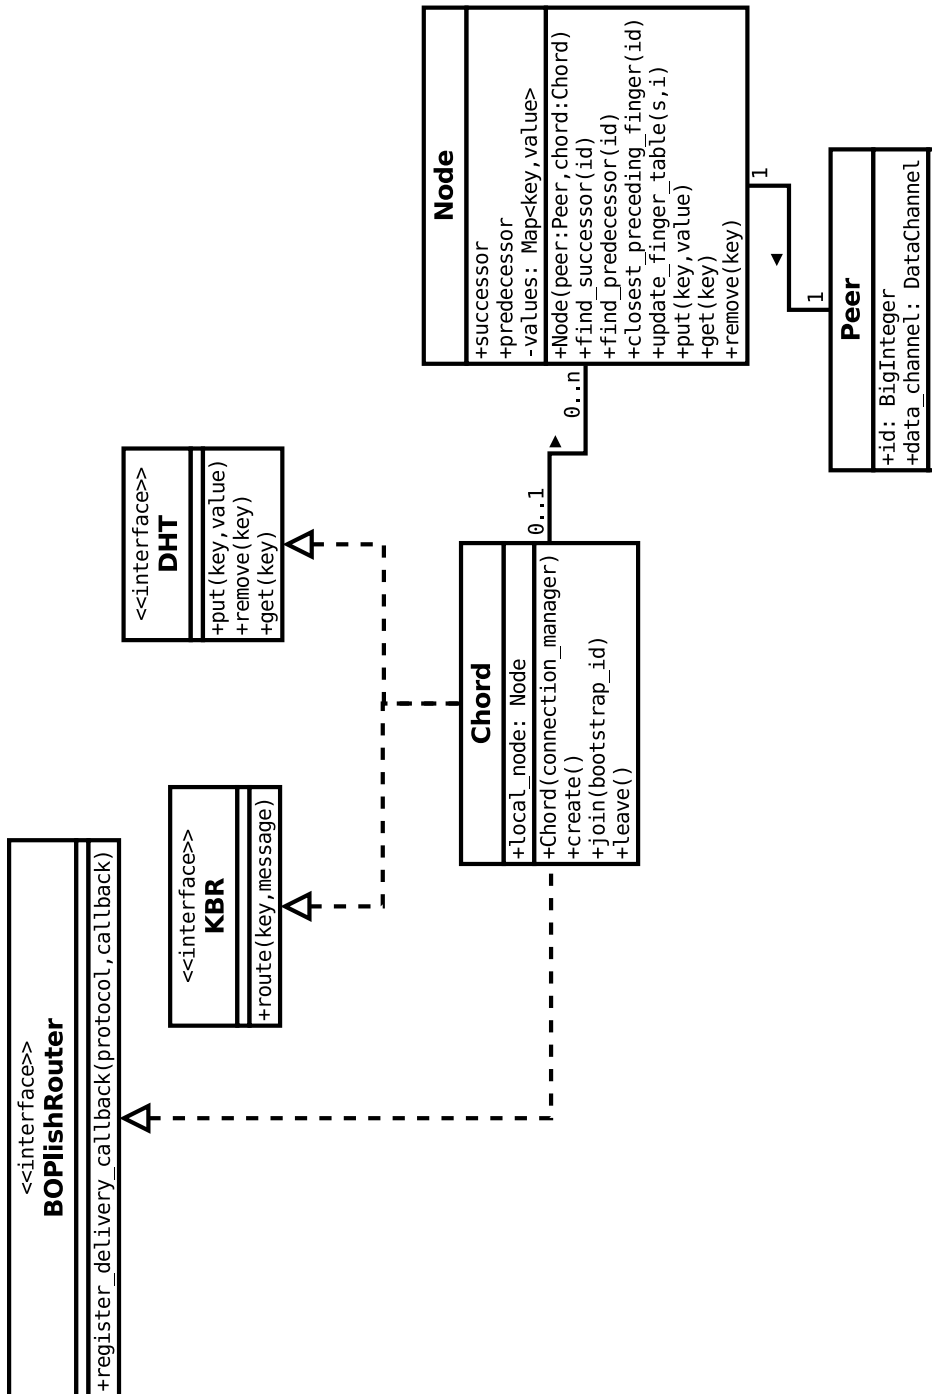 <<interface>>
BOPlishRouter
+register_delivery_callback(protocol,callback)
<<interface>>
KBR
+route(key,message)
<<interface>>
DHT
+put(key,value)
+remove(key)
+get(key)
Chord
+local_node: Node
+Chord(connection_manager)
+create()
+join(bootstrap_id)
+leave()
0..1
0..n
Node
+successor
+predecessor
-values: Map<key,value>
+Node(peer:Peer,chord:Chord)
+find_successor(id)
+find_predecessor(id)
+closest_preceding_finger(id)
+update_finger_table(s,i)
+put(key,value)
+get(key)
+remove(key)
1
1
Peer
+id: BigInteger
+data_channel: DataChannel